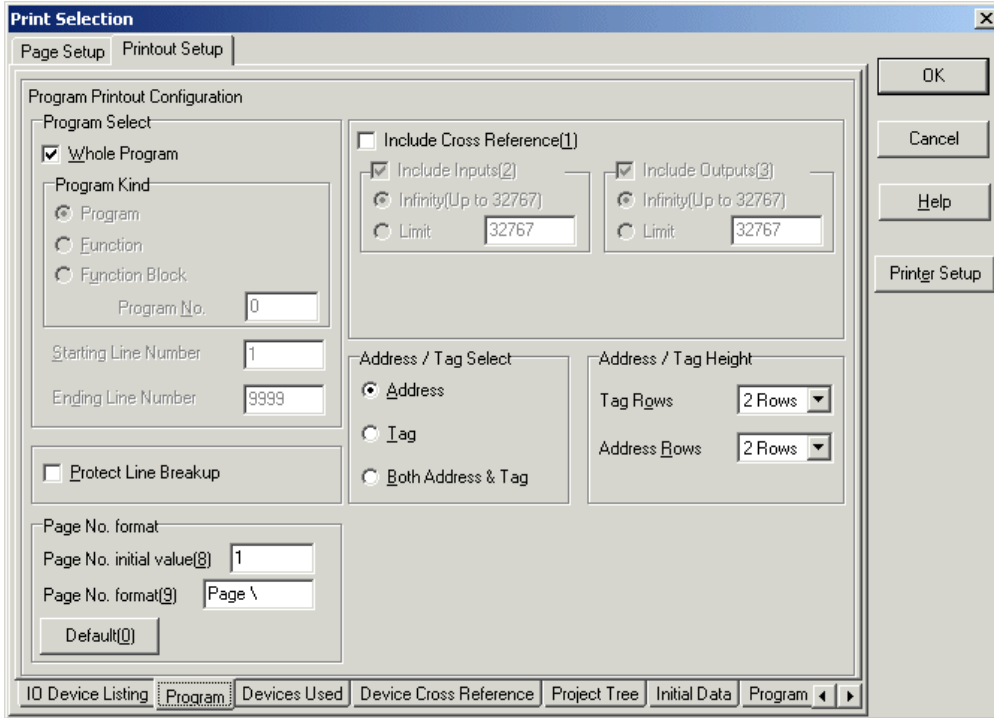 Print Selection
Page Setup
Printout Setup
OK
Cancel
Help
Printer Setup
Program Printout Configuration
Program Select
Whole Program
Program Kind
Program
Function
Function Block
Program No.
0
Starting Line Number
1
Ending Line Number
9999
Include Cross Reference(1)
Include Inputs(2)
Infinity(Up to 32767)
Limit
32767
Include Outputs(3)
Infinity(Up to 32767)
Limit
32767
Address / Tag Select
Address
Tag
Both Address & Tag
Address / Tag Height
Tag Rows
2 Rows
Address Rows
2 Rows
Protect Line Breakup
Page No. format
Page No. initial value(8)
1
Page No. format(9)
Page \
Default(0)
IO Device Listing
Program
Devices Used
Device Cross Reference
Project Tree
Initial Data
Program